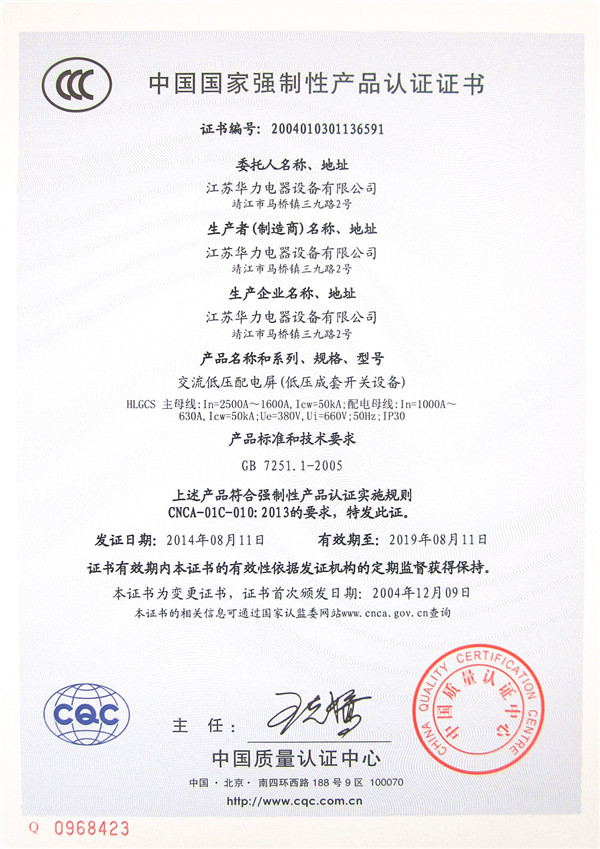 CCC
中国国家强制性产品认证证书
证书编号：2004010301136591
委托人名称、地址
江苏华力电器设备有限公司
靖江市马桥镇三九路2号
生产者(制造商)名称、地址
江苏华力电器设备有限公司
靖江市马桥镇三九路2号
生产企业名称、地址
江苏华力电器设备有限公司
靖江市马桥镇三九路2号
产品名称和系列、规格、型号
交流低压配电屏(低压成套开关设备)
HLGCS 主母线:In=2500A～1600A,Icw=50kA;配电母线:In=1000A～
630A,Icw=50kA;Ue=380V,Ui=660V;50Hz;IP30
产品标准和技术要求
GB 7251.1-2005
上述产品符合强制性产品认证实施规则
CNCA-01C-010:2013的要求，特发此证。
发证日期：2014年08月11日 有效期至：2019年08月11日
证书有效期内本证书的有效性依据发证机构的定期监督获得保持。
本证书为变更证书，证书首次颁发日期：2004年12月09日
本证书的相关信息可通过国家认监委网站www.cnca.gov.cn查询
CQC
主 任：
CHINA QUALITY CERTIFICATION CENTRE
中国质量认证中心
中国质量认证中心
中国·北京·南四环西路188号9区 100070
http://www.cqc.com.cn
Q 0968423